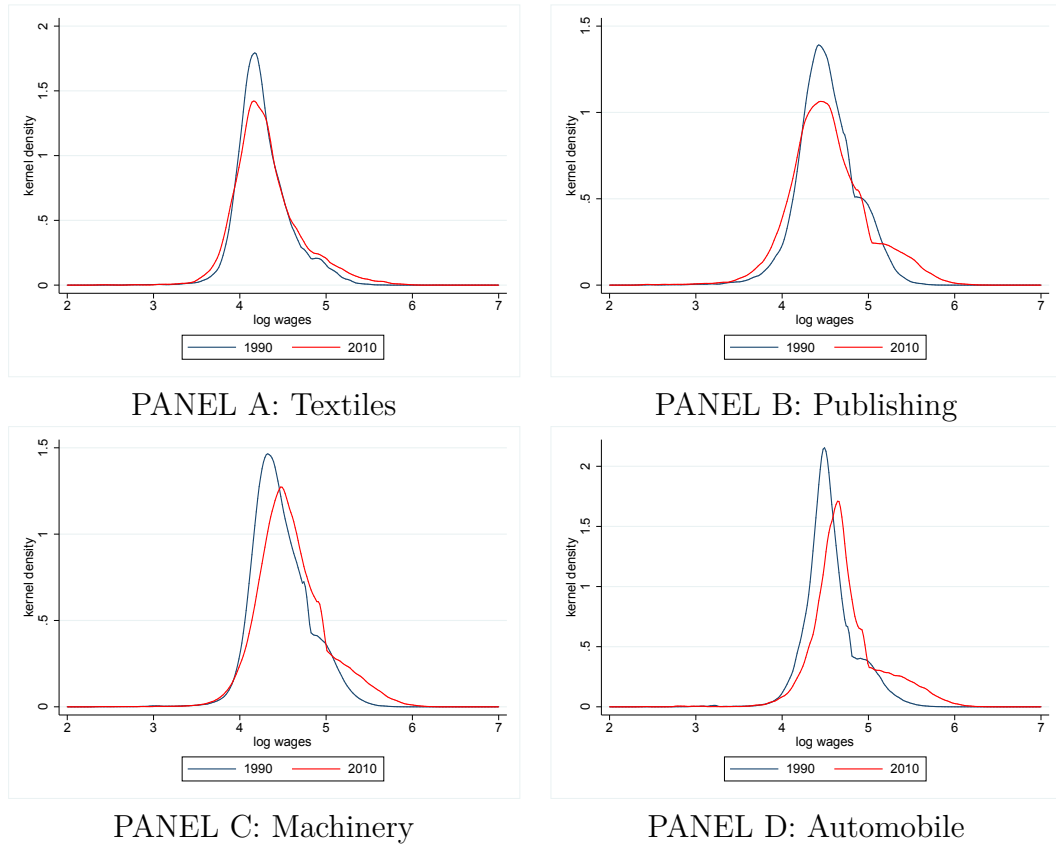 2
1.5
1
.5
0
kernel density
2 3 4 5 6 7
log wages
1990 2010
PANEL A: Textiles
1.5
1
.5
0
kernel density
2 3 4 5 6 7
log wages
1990 2010
PANEL B: Publishing
1.5
1
.5
0
kernel density
2 3 4 5 6 7
log wages
1990 2010
PANEL C: Machinery
2
1.5
1
.5
0
kernel density
2 3 4 5 6 7
log wages
1990 2010
PANEL D: Automobile